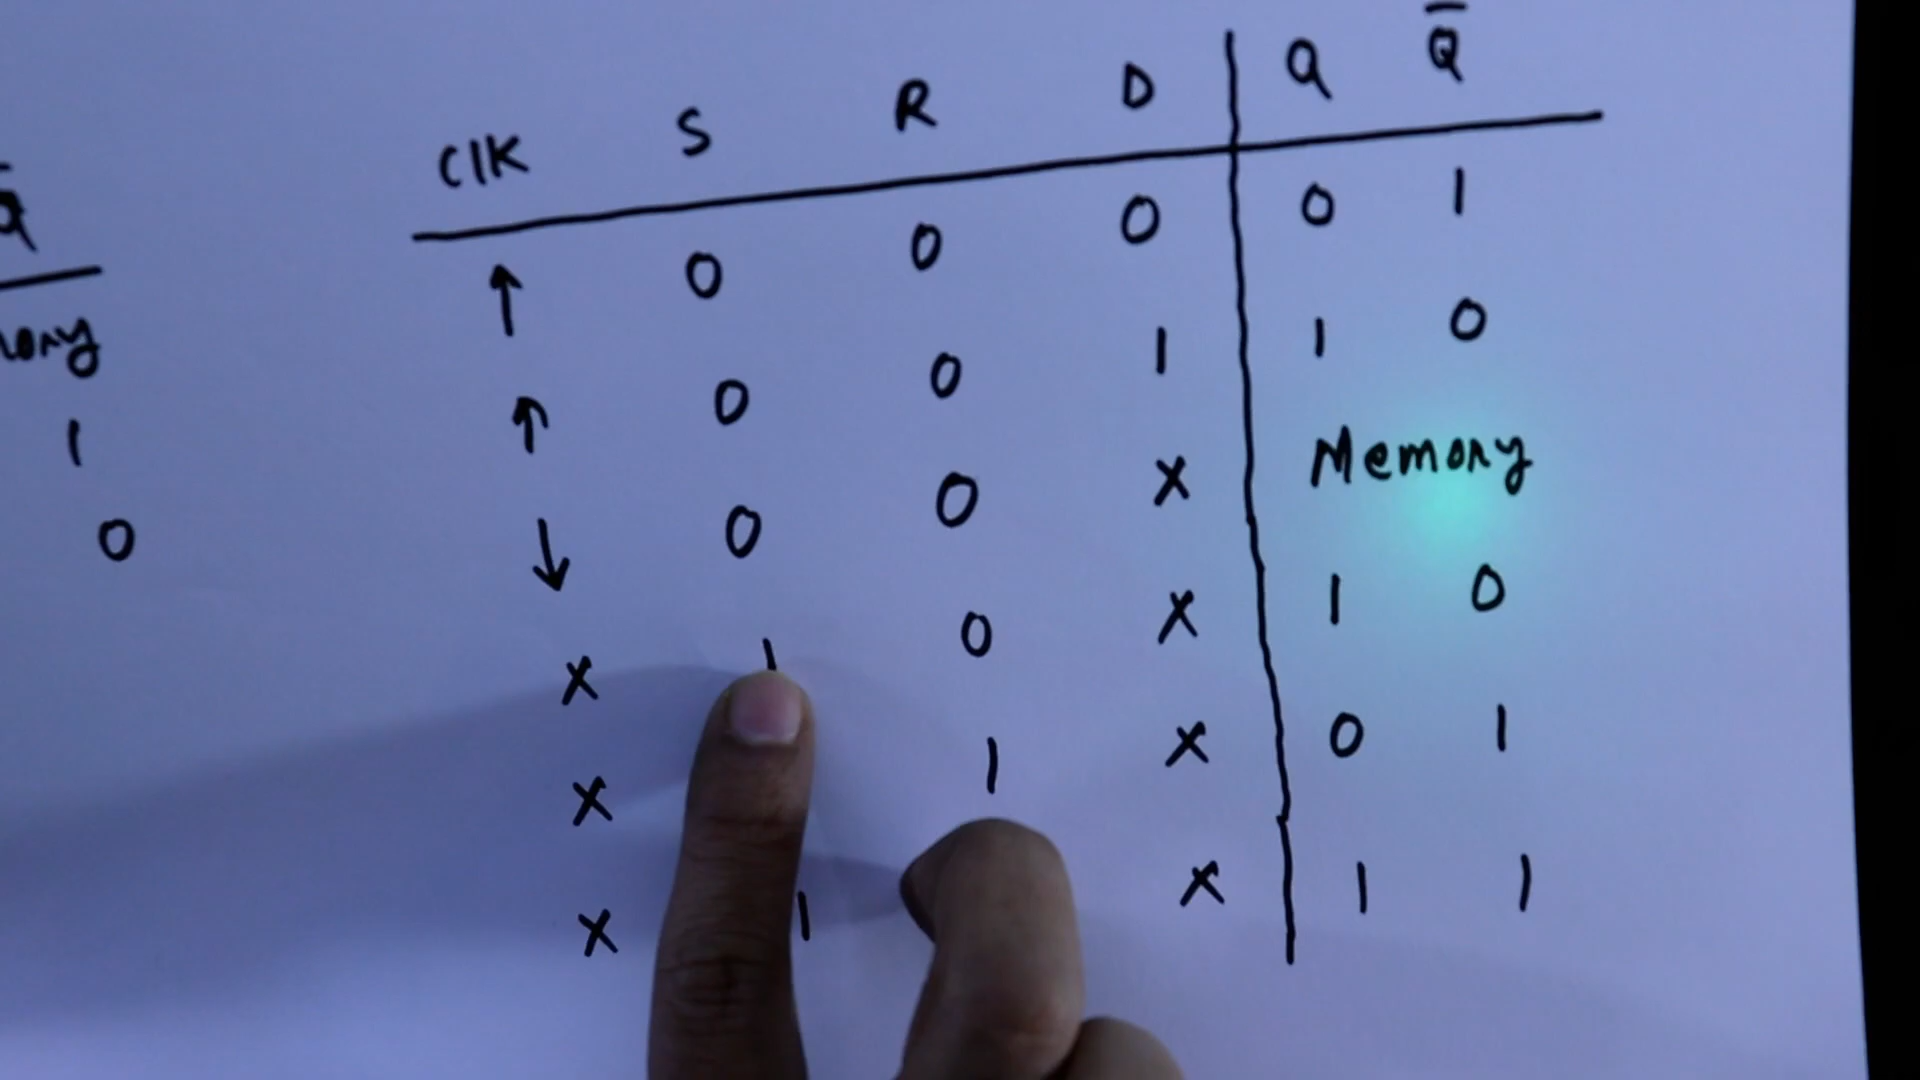 Clk S R D Q Q̅
↑ 0 0 0 0 1
↑ 0 0 1 1 0
↓ 0 0 X Memory
X 1 0 X 1 0
X 1 X 0 1
X 1 X 1 1
Q̅
1
0